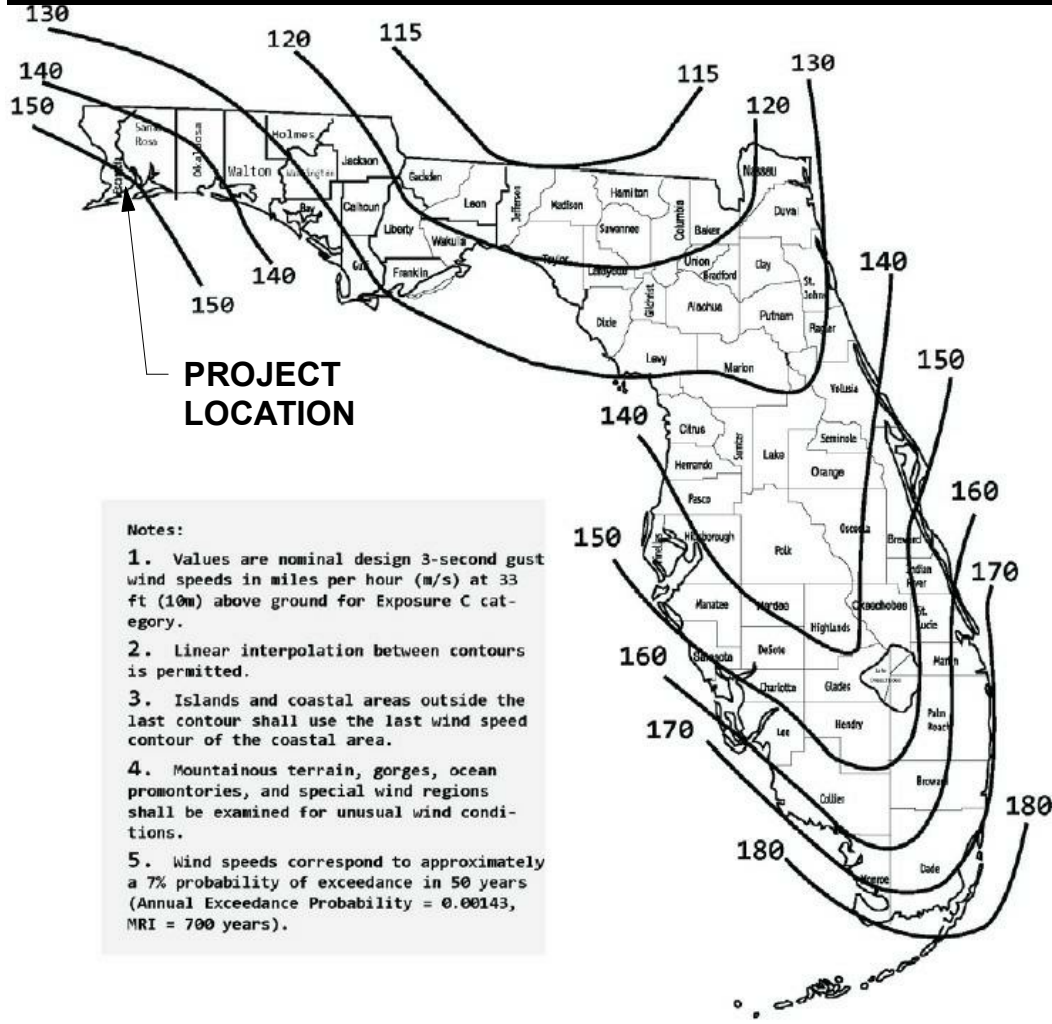 130
115
120
140
150
115
130
120
Holmes
Santa
Rosa
Okaloosa
Walton
Jackson
Washington
Gadsden
Leon
Jefferson
Madison
Hamilton
Columbia
Baker
Nassau
Duval
Bay
Calhoun
Liberty
Wakulla
Taylor
Suwannee
Union
Bradford
Clay
St.
Johns
Gulf
Franklin
Lafayette
Gilchrist
Alachua
Putnam
Flagler
140
150
140
Dixie
Levy
Marion
Volusia
150
PROJECT
LOCATION
140
Citrus
Sumter
Lake
Seminole
Hernando
Orange
Pasco
160
150
Pinellas
Hillsborough
Polk
Osceola
Brevard
Indian
River
170
Manatee
Hardee
Highlands
Okeechobee
St.
Lucie
160
Sarasota
DeSoto
Martin
Charlotte
Glades
170
Lee
Hendry
Palm
Beach
Collier
Broward
180
180
Monroe
Dade
Notes:
1. Values are nominal design 3-second gust
wind speeds in miles per hour (m/s) at 33
ft (10m) above ground for Exposure C cat-
egory.
2. Linear interpolation between contours
is permitted.
3. Islands and coastal areas outside the
last contour shall use the last wind speed
contour of the coastal area.
4. Mountainous terrain, gorges, ocean
promontories, and special wind regions
shall be examined for unusual wind condi-
tions.
5. Wind speeds correspond to approximately
a 7% probability of exceedance in 50 years
(Annual Exceedance Probability = 0.00143,
MRI = 700 years).